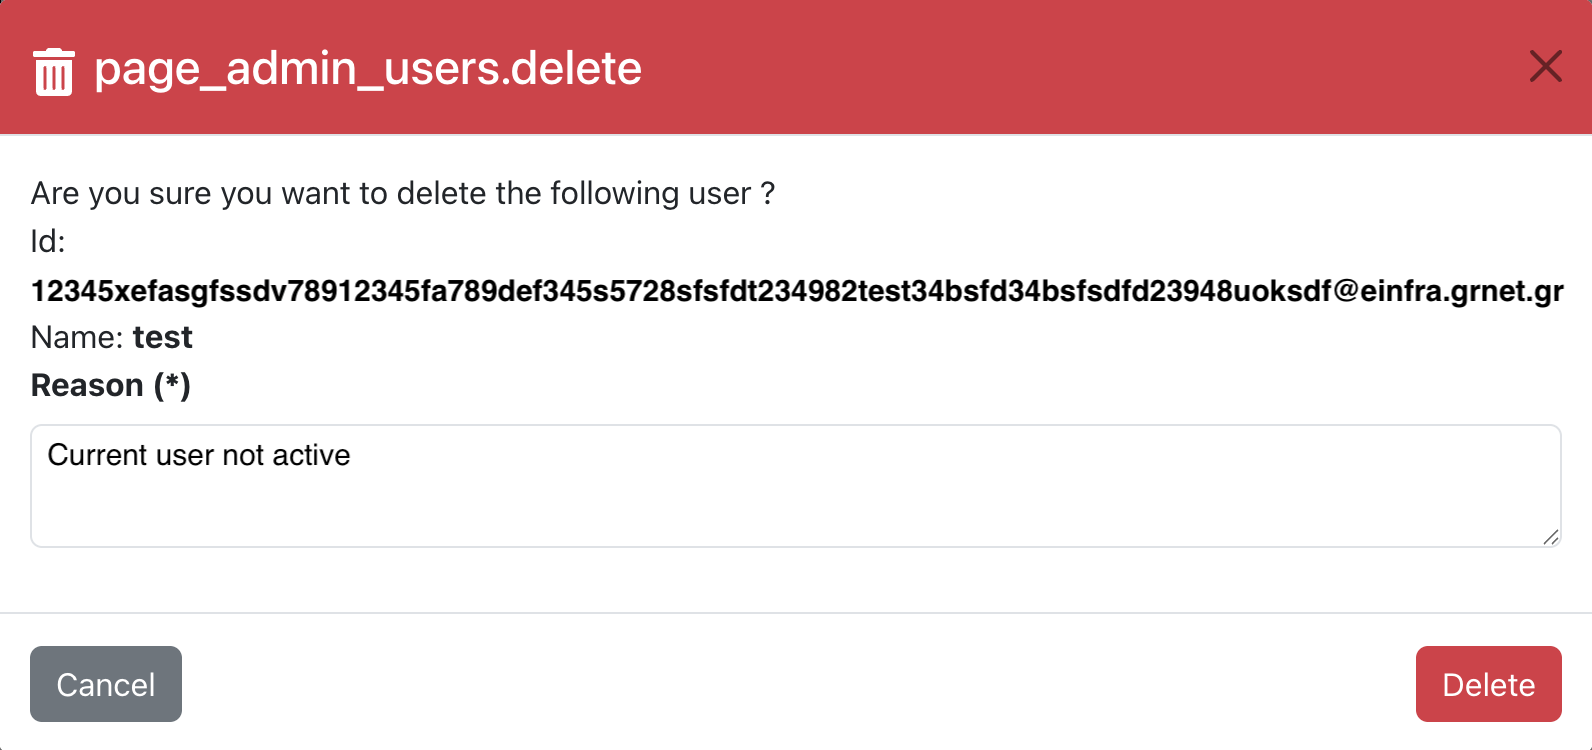 page_admin_users.delete
Are you sure you want to delete the following user ?
Id:
12345xefasgfssdv78912345fa789def345s5728sfsfdt234982test34bsfd34bsfsdfd23948uoksdf@einfra.grnet.gr
Name: test
Reason (*)
Current user not active
Cancel
Delete